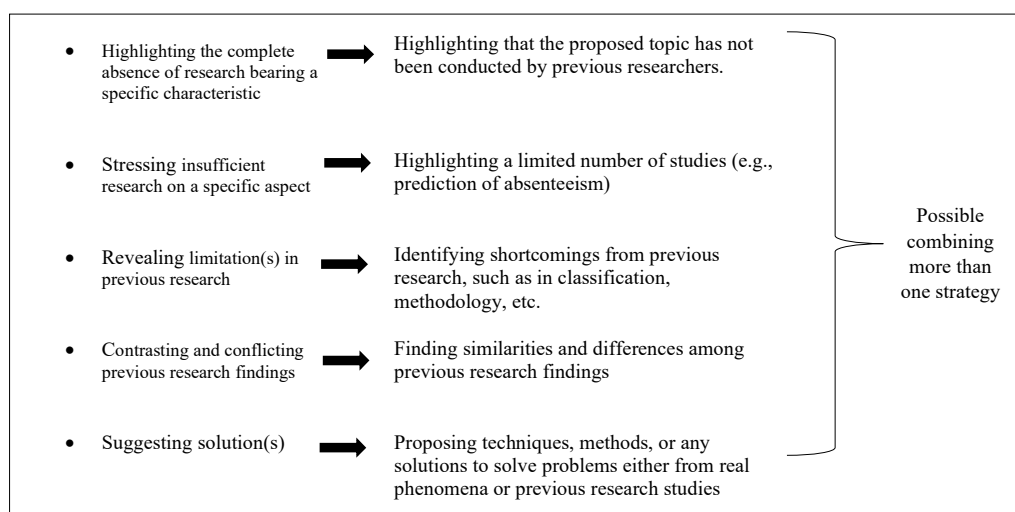 • Highlighting the complete
absence of research bearing a
specific characteristic
Highlighting that the proposed topic has not
been conducted by previous researchers.
• Stressing insufficient
research on a specific aspect
Highlighting a limited number of studies (e.g.,
prediction of absenteeism)
• Revealing limitation(s) in
previous research
Identifying shortcomings from previous
research, such as in classification,
methodology, etc.
• Contrasting and conflicting
previous research findings
Finding similarities and differences among
previous research findings
• Suggesting solution(s)
Proposing techniques, methods, or any
solutions to solve problems either from real
phenomena or previous research studies
Possible
combining
more than
one strategy